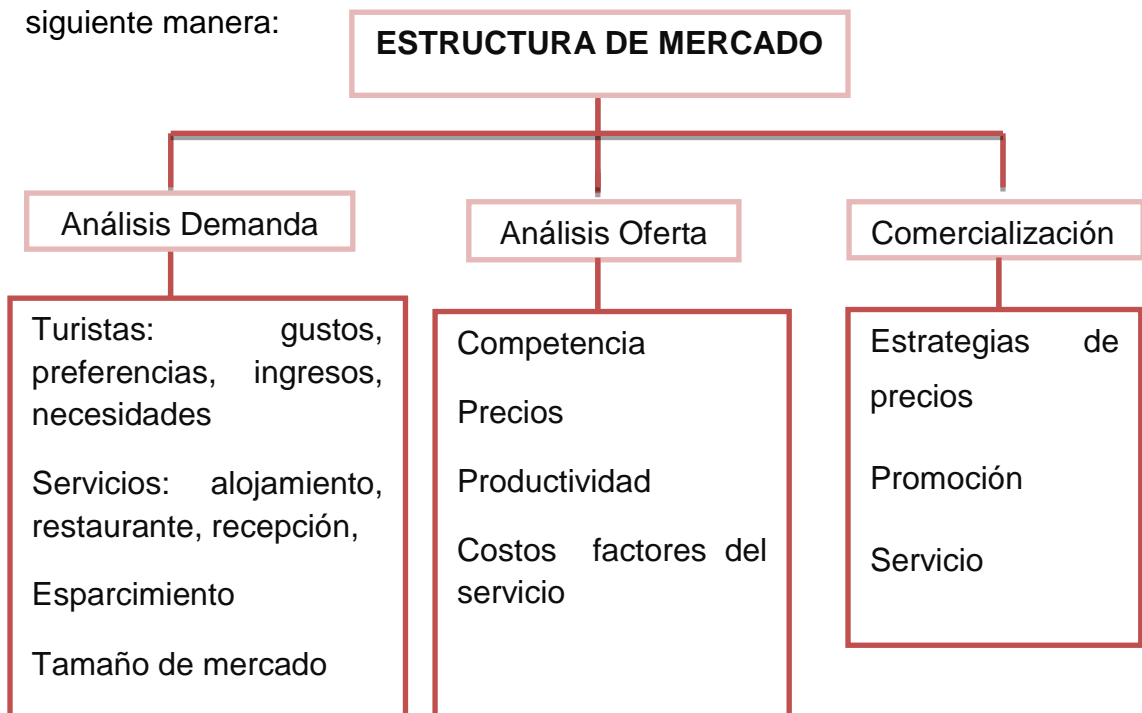 siguiente manera:
ESTRUCTURA DE MERCADO
Análisis Demanda
Turistas: gustos,
preferencias, ingresos,
necesidades
Servicios: alojamiento,
restaurante, recepción,
Esparcimiento
Tamaño de mercado
Análisis Oferta
Competencia
Precios
Productividad
Costos factores del
servicio
Comercialización
Estrategias de
precios
Promoción
Servicio